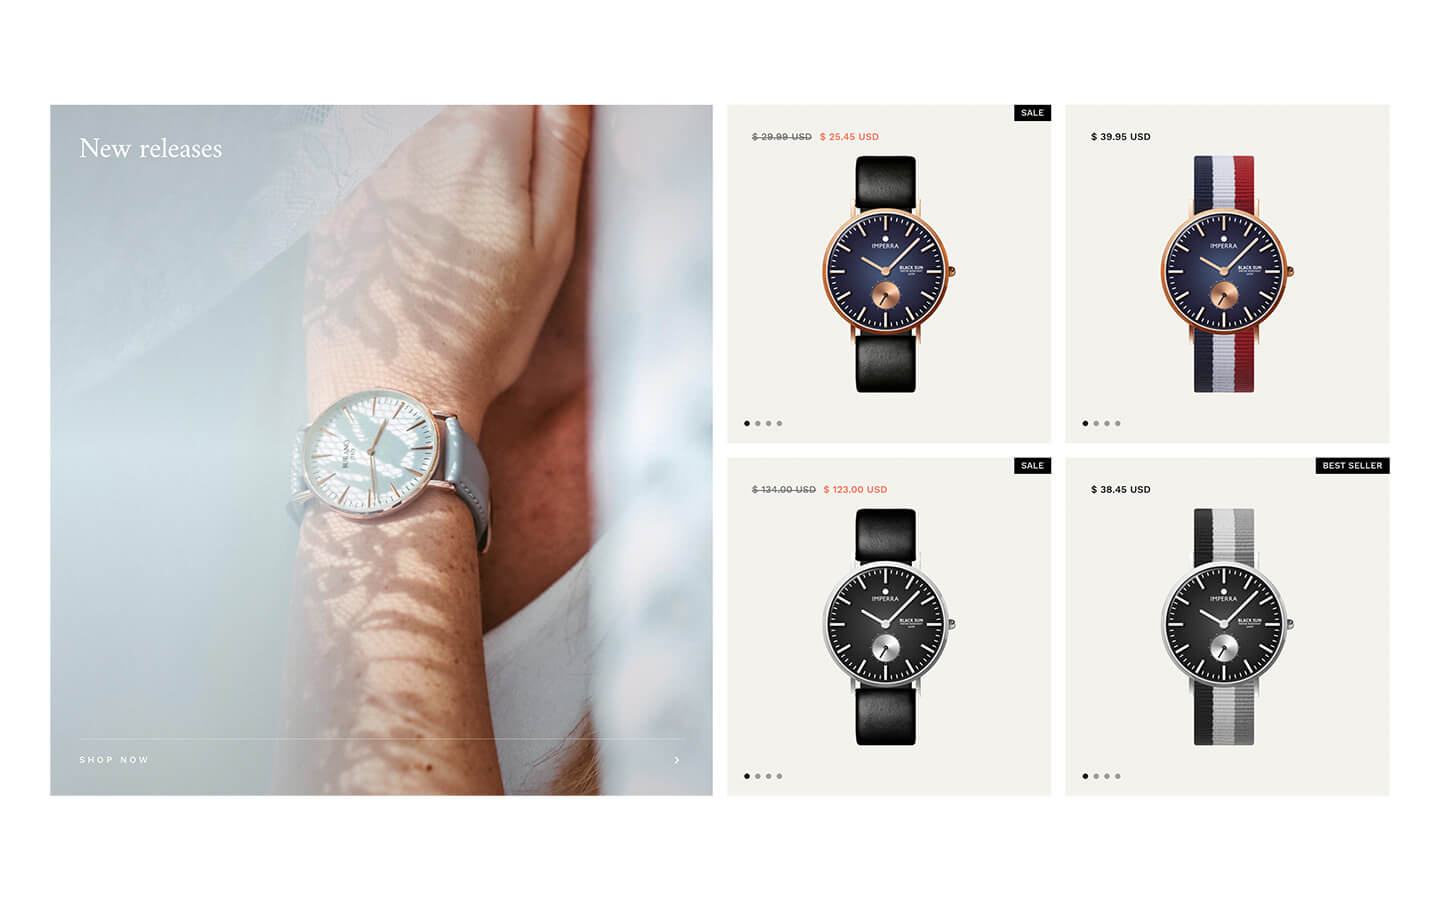 New releases
SHOP NOW
SALE
$ 29.99 USD $ 25.45 USD
IMPERRA
BLACK SUN
$ 39.95 USD
IMPERRA
BLACK SUN
SALE
$ 134.00 USD $ 123.00 USD
IMPERRA
BLACK SUN
BEST SELLER
$ 38.45 USD
IMPERRA
BLACK SUN